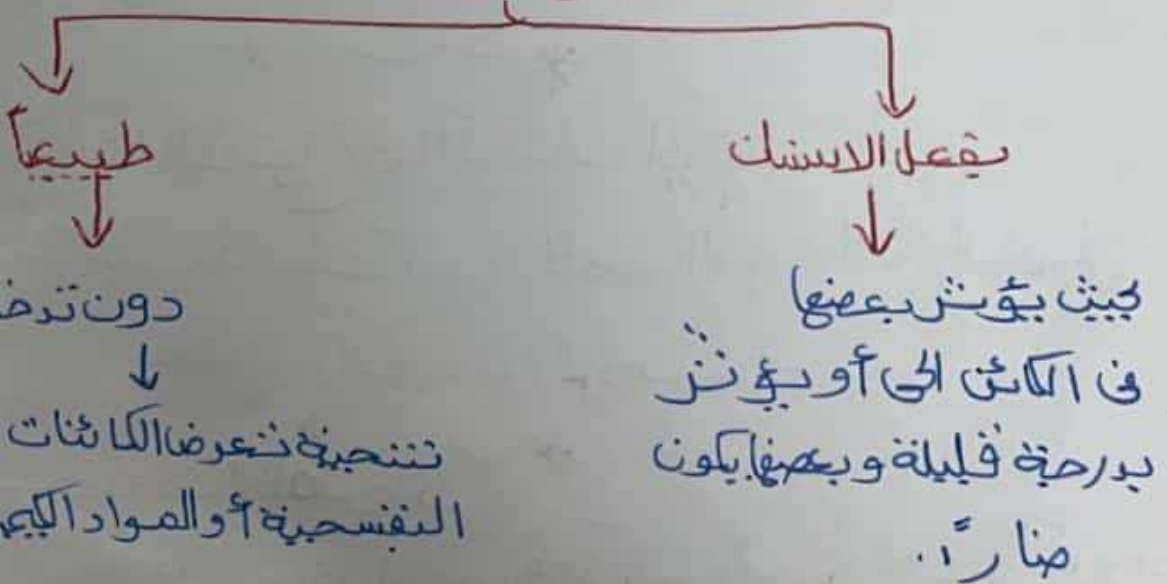 بفعل الانسان
طبيعياً
بحيث يؤثر بعضها
فى الكائن الحى أو يؤثر
بدرجة قليلة وبعضها يكون
ضاراً.
دون تدخ
↓
نتيجة تعرض الكائنات
البنفسجية أو المواد الكيم